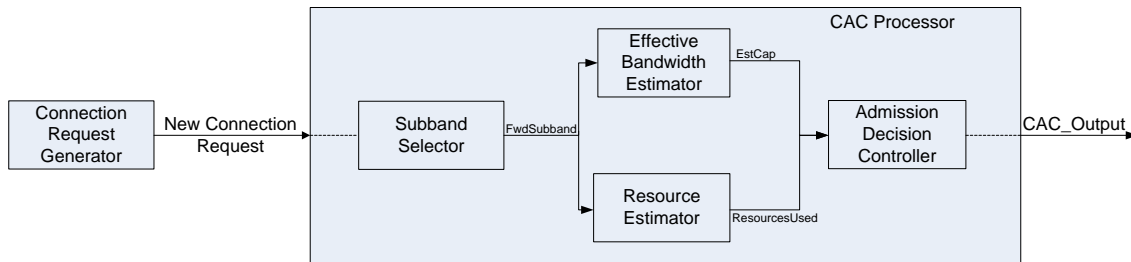 CAC Processor
Connection
Request
Generator
New Connection
Request
Subband
Selector
FwdSubband
Effective
Bandwidth
Estimator
EstCap
Resource
Estimator
ResourcesUsed
Admission
Decision
Controller
CAC_Output